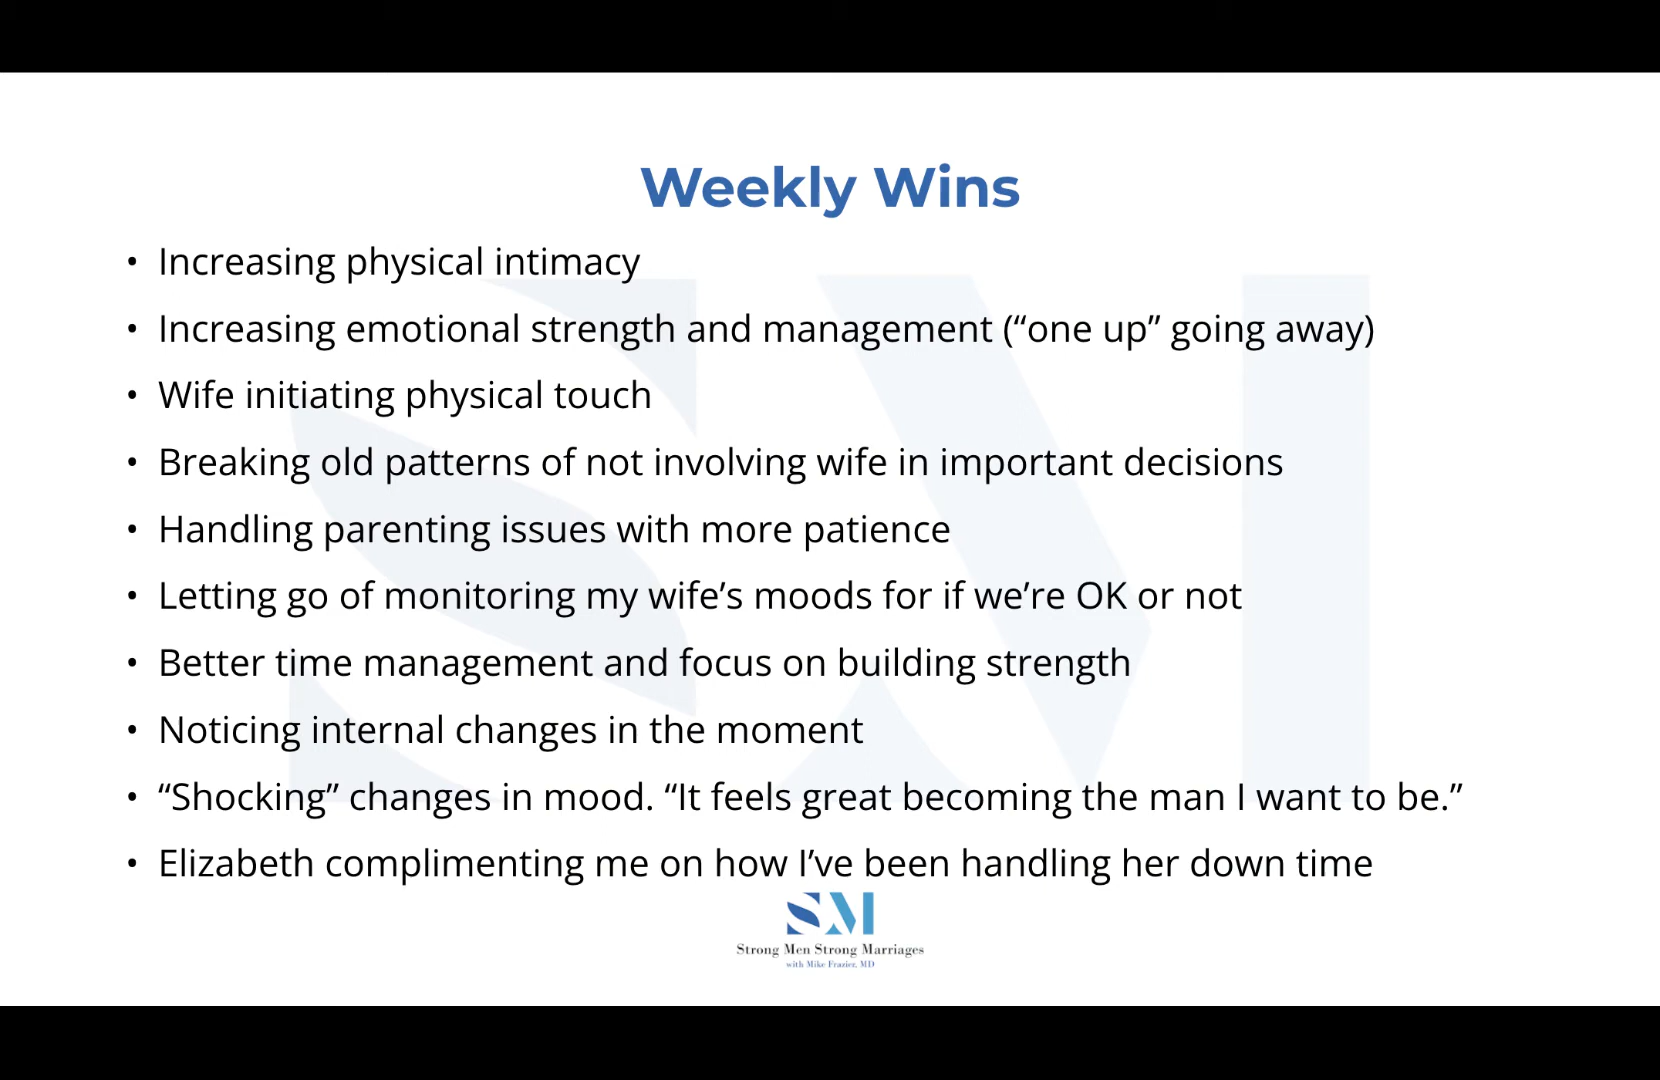 Weekly Wins
• Increasing physical intimacy
• Increasing emotional strength and management (“one up” going away)
• Wife initiating physical touch
• Breaking old patterns of not involving wife in important decisions
• Handling parenting issues with more patience
• Letting go of monitoring my wife’s moods for if we’re OK or not
• Better time management and focus on building strength
• Noticing internal changes in the moment
• “Shocking” changes in mood. “It feels great becoming the man I want to be.”
• Elizabeth complimenting me on how I’ve been handling her down time
SM
Strong Men Strong Marriages
with Mike Frazier, MD